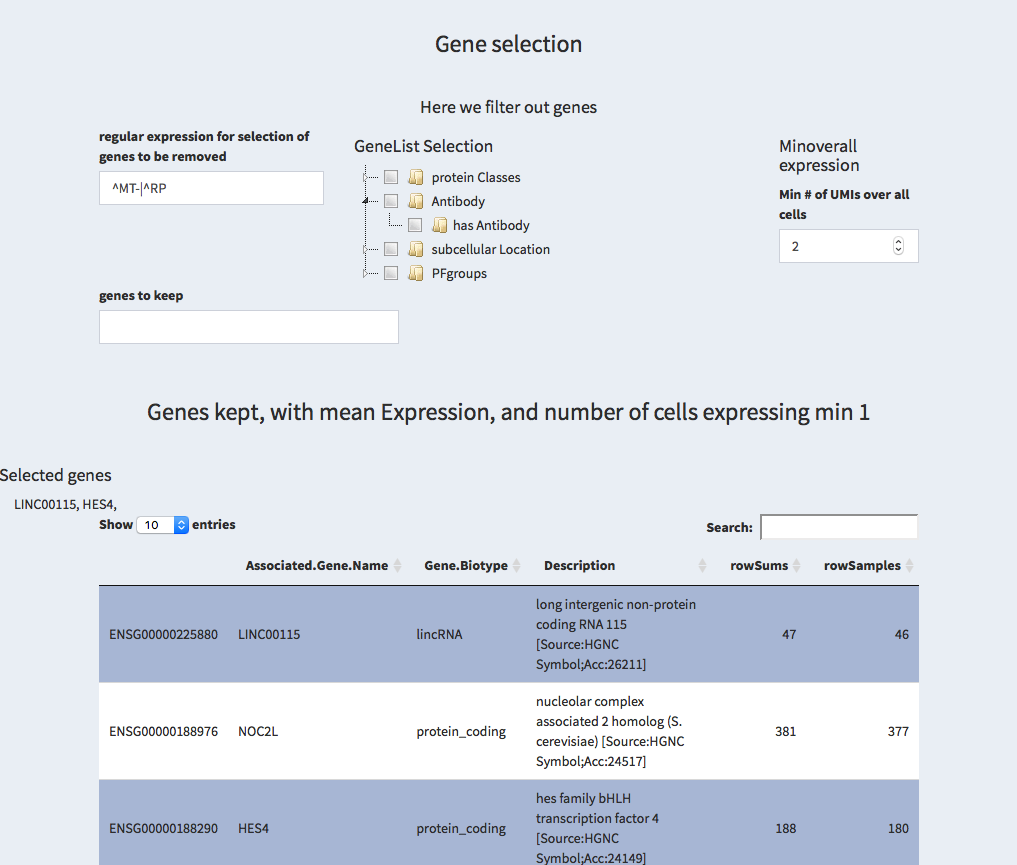 Gene selection
Here we filter out genes
regular expression for selection of
genes to be removed
^MT-|^RP
GeneList Selection
protein Classes
Antibody
has Antibody
subcellular Location
PFgroups
Minoverall
expression
Min # of UMIs over all
cells
2
genes to keep
Genes kept, with mean Expression, and number of cells expressing min 1
Selected genes
LINC00115, HES4,
Show 10 entries
Search:
Associated.Gene.Name Gene.Biotype Description rowSums rowSamples
ENSG00000225880 LINC00115 lincRNA
long intergenic non-protein
coding RNA 115
[Source:HGNC
Symbol;Acc:26211]
47 46
ENSG00000188976 NOC2L protein_coding
nucleolar complex
associated 2 homolog (S.
cerevisiae) [Source:HGNC
Symbol;Acc:24517]
381 377
ENSG00000188290 HES4 protein_coding
hes family bHLH
transcription factor 4
[Source:HGNC
Symbol;Acc:24149]
188 180